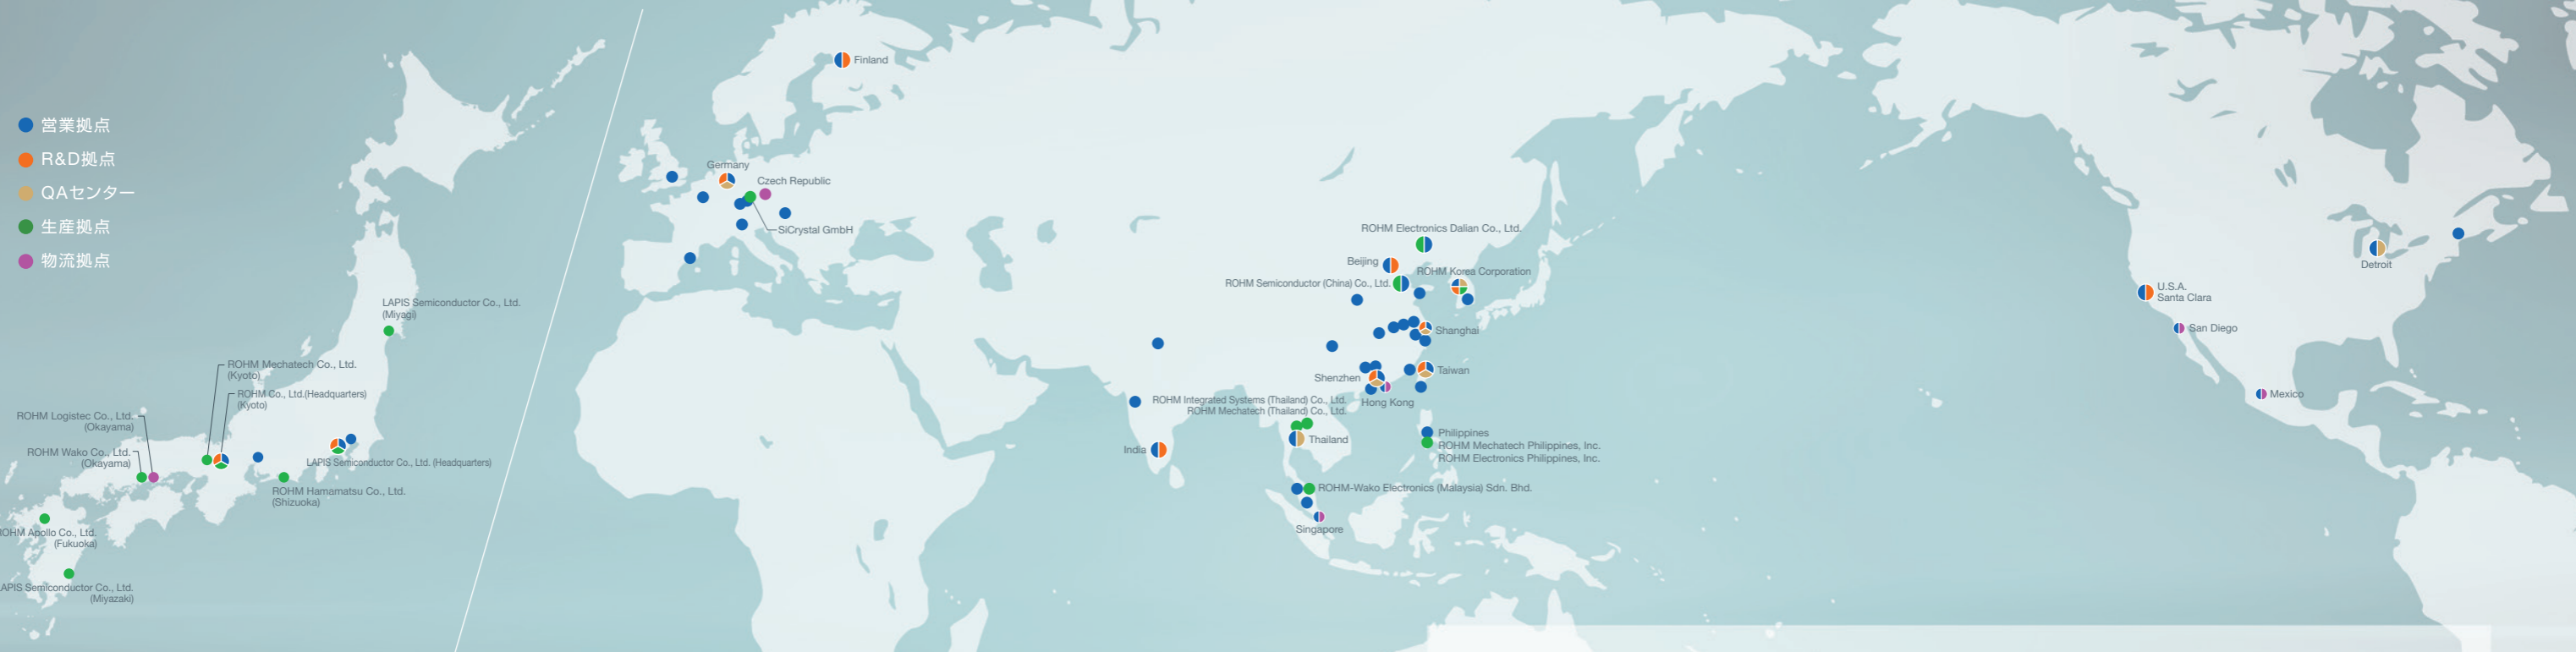 営業拠点
R&D拠点
QAセンター
生産拠点
物流拠点
LAPIS Semiconductor Co., Ltd.
(Miyagi)
ROHM Mechatech Co., Ltd.
(Kyoto)
ROHM Co., Ltd.(Headquarters)
(Kyoto)
ROHM Logistec Co., Ltd.
(Okayama)
ROHM Wako Co., Ltd.
(Okayama)
LAPIS Semiconductor Co., Ltd. (Headquarters)
ROHM Hamamatsu Co., Ltd.
(Shizuoka)
OHM Apollo Co., Ltd.
(Fukuoka)
APIS Semiconductor Co., Ltd.
(Miyazaki)
Finland
Germany
Czech Republic
SiCrystal GmbH
ROHM Electronics Dalian Co., Ltd.
Beijing
ROHM Korea Corporation
ROHM Semiconductor (China) Co., Ltd.
Shanghai
Shenzhen
Taiwan
Hong Kong
ROHM Integrated Systems (Thailand) Co., Ltd.
ROHM Mechatech (Thailand) Co., Ltd.
Thailand
India
Philippines
ROHM Mechatech Philippines, Inc.
ROHM Electronics Philippines, Inc.
ROHM-Wako Electronics (Malaysia) Sdn. Bhd.
Singapore
U.S.A.
Santa Clara
San Diego
Mexico
Detroit